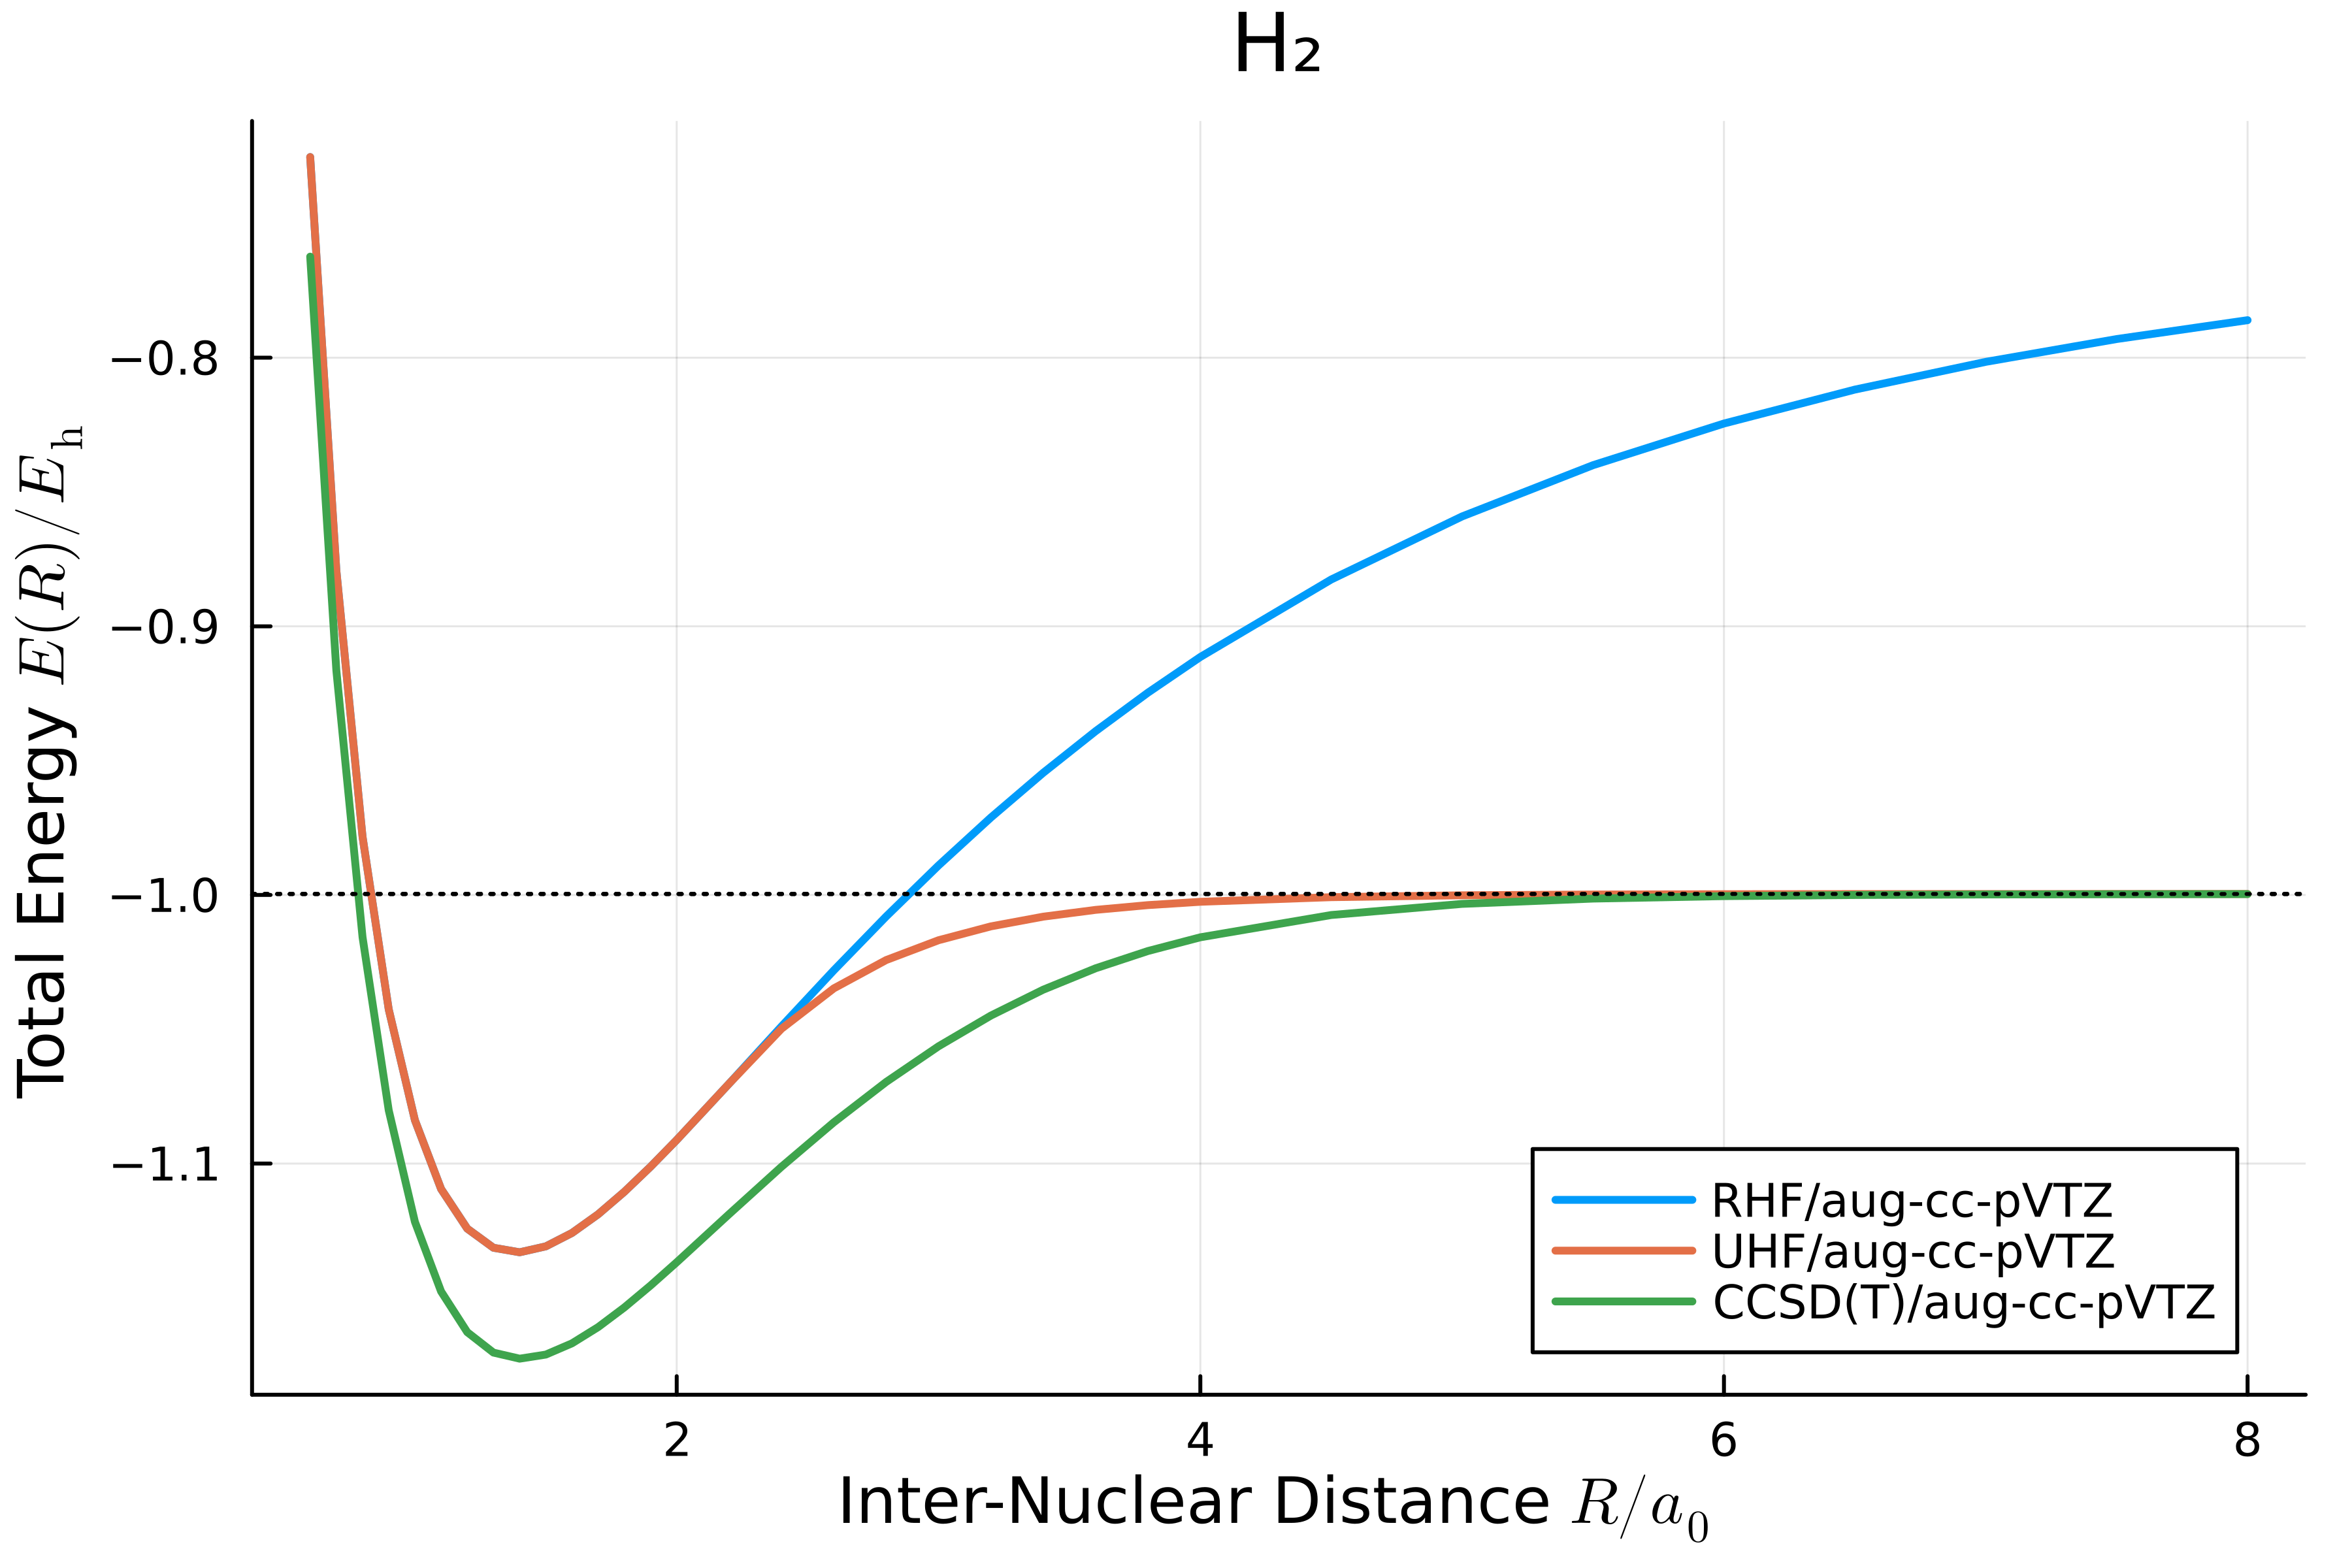 H₂
Total Energy E(R)/E_h
−0.8
−0.9
−1.0
−1.1
2
4
6
8
Inter-Nuclear Distance R/a₀
RHF/aug-cc-pVTZ
UHF/aug-cc-pVTZ
CCSD(T)/aug-cc-pVTZ